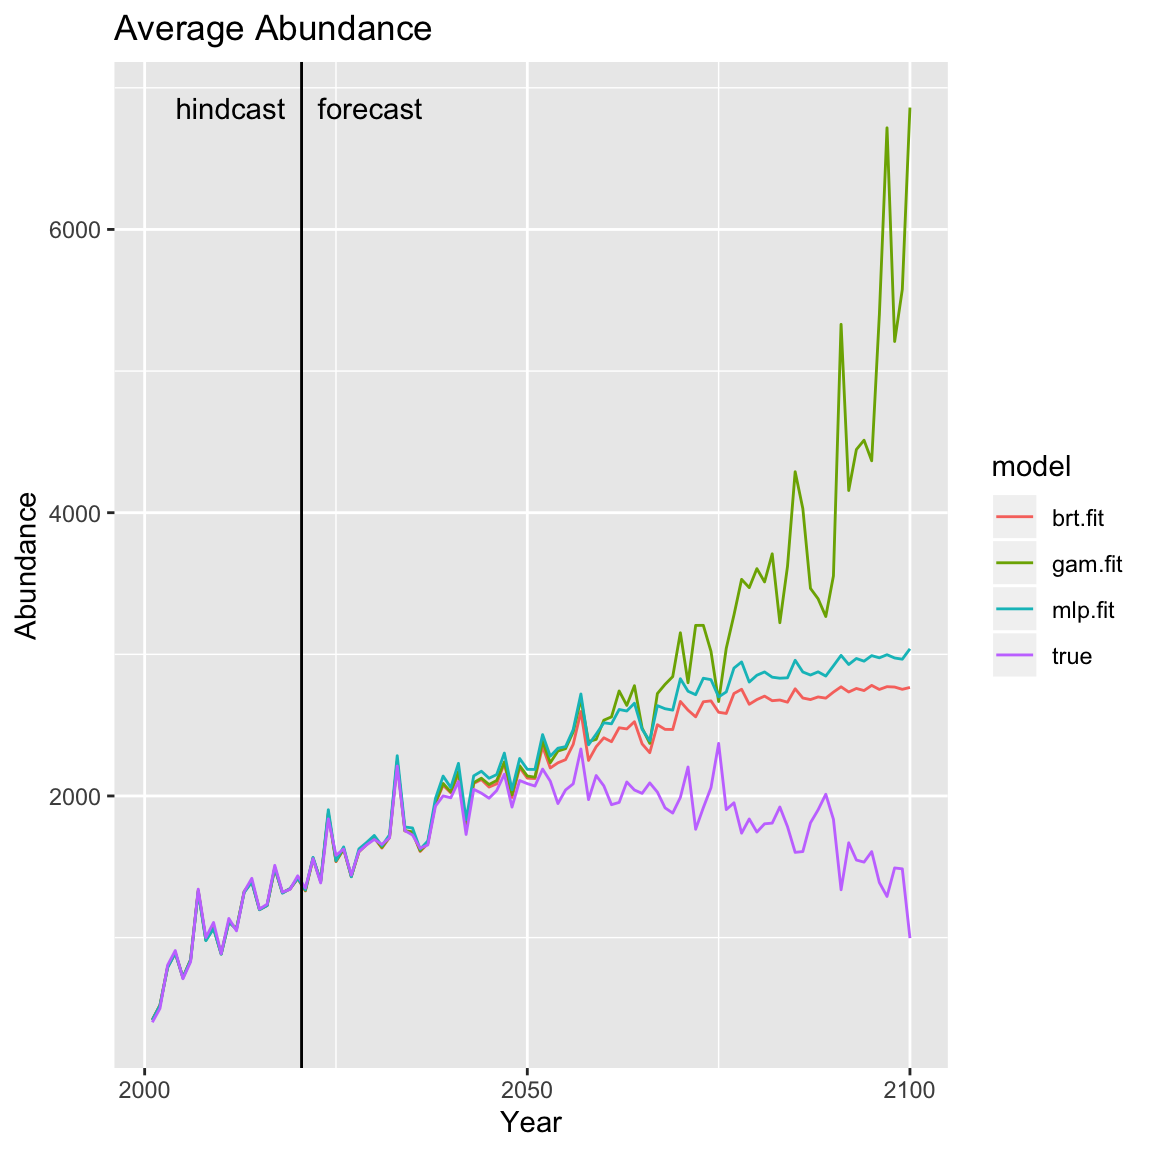 Average Abundance
hindcast
forecast
6000
4000
2000
Abundance
2000
2050
2100
Year
model
brt.fit
gam.fit
mlp.fit
true